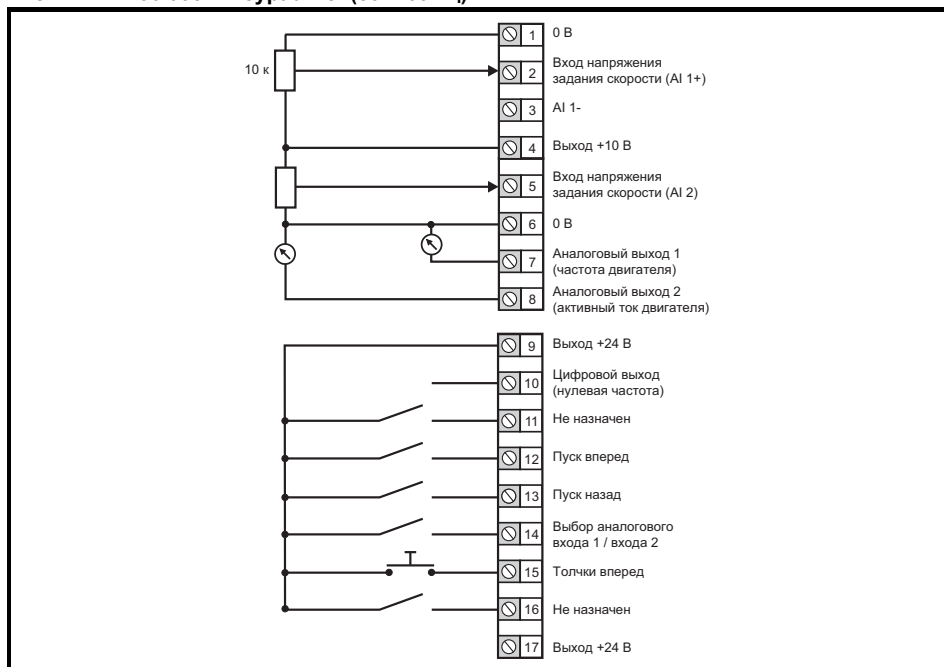 1 0 В
10 к
2 Вход напряжения
задания скорости (AI 1+)
3 AI 1-
4 Выход +10 В
5 Вход напряжения
задания скорости (AI 2)
6 0 В
7 Аналоговый выход 1
(частота двигателя)
8 Аналоговый выход 2
(активный ток двигателя)
9 Выход +24 В
10 Цифровой выход
(нулевая частота)
11 Не назначен
12 Пуск вперед
13 Пуск назад
14 Выбор аналогового
входа 1 / входа 2
15 Толчки вперед
16 Не назначен
17 Выход +24 В